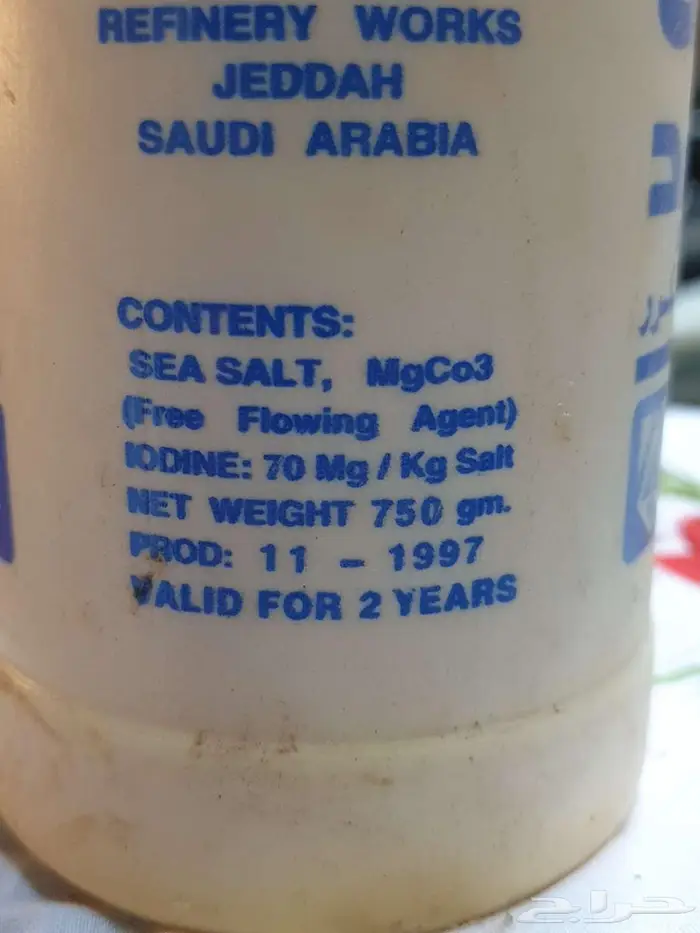 REFINERY WORKS
JEDDAH
SAUDI ARABIA
CONTENTS:
SEA SALT, MgCo3
(Free Flowing Agent)
IODINE: 70 Mg / Kg Salt
NET WEIGHT 750 gm.
PROD: 11 - 1997
VALID FOR 2 YEARS
حراج